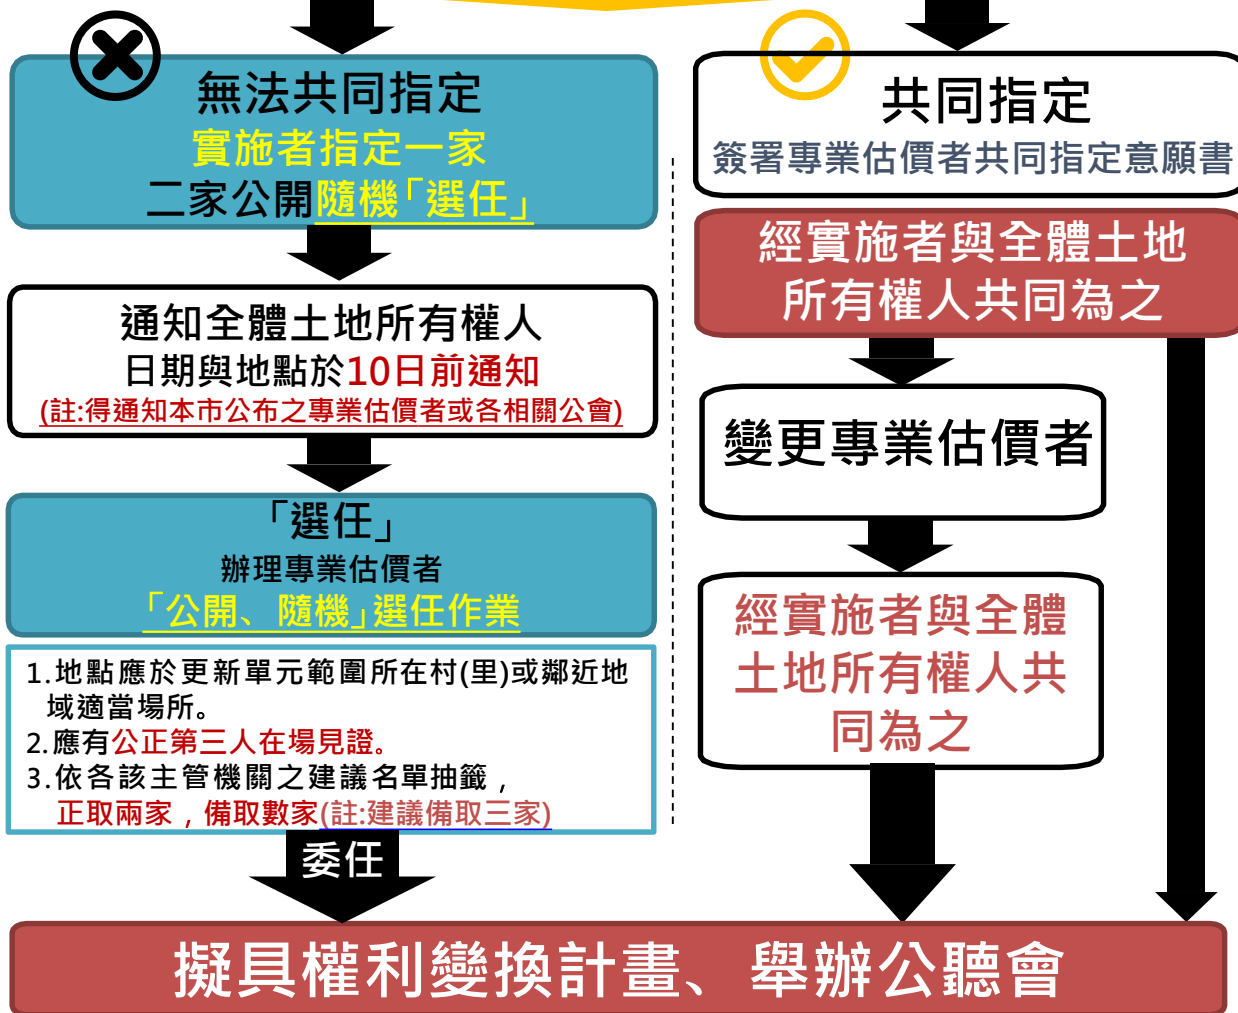 無法共同指定
實施者指定一家
二家公開隨機「選任」
通知全體土地所有權人
日期與地點於10日前通知
(註:得通知本市公布之專業估價者或各相關公會)
「選任」
辦理專業估價者
「公開、隨機」選任作業
1.地點應於更新單元範圍所在村(里)或鄰近地
域適當場所。
2.應有公正第三人在場見證。
3.依各該主管機關之建議名單抽籤，
正取兩家，備取數家(註:建議備取三家)
委任
共同指定
簽署專業估價者共同指定意願書
經實施者與全體土地
所有權人共同為之
變更專業估價者
經實施者與全體
土地所有權人共
同為之
擬具權利變換計畫、舉辦公聽會